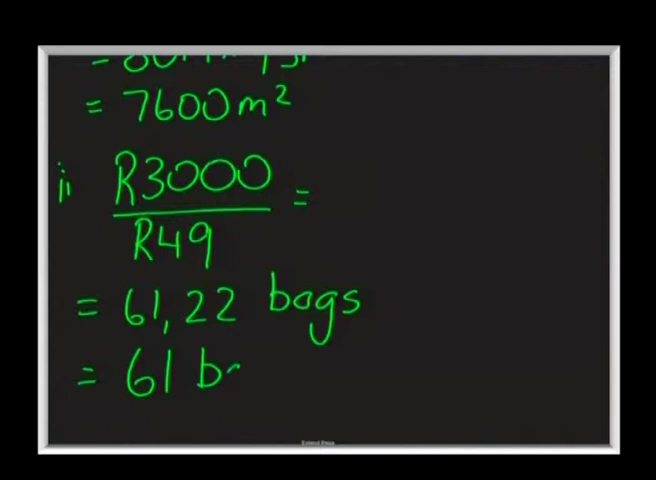 = 7600m²
ii R3000 =
R49
= 61,22 bags
= 61 b